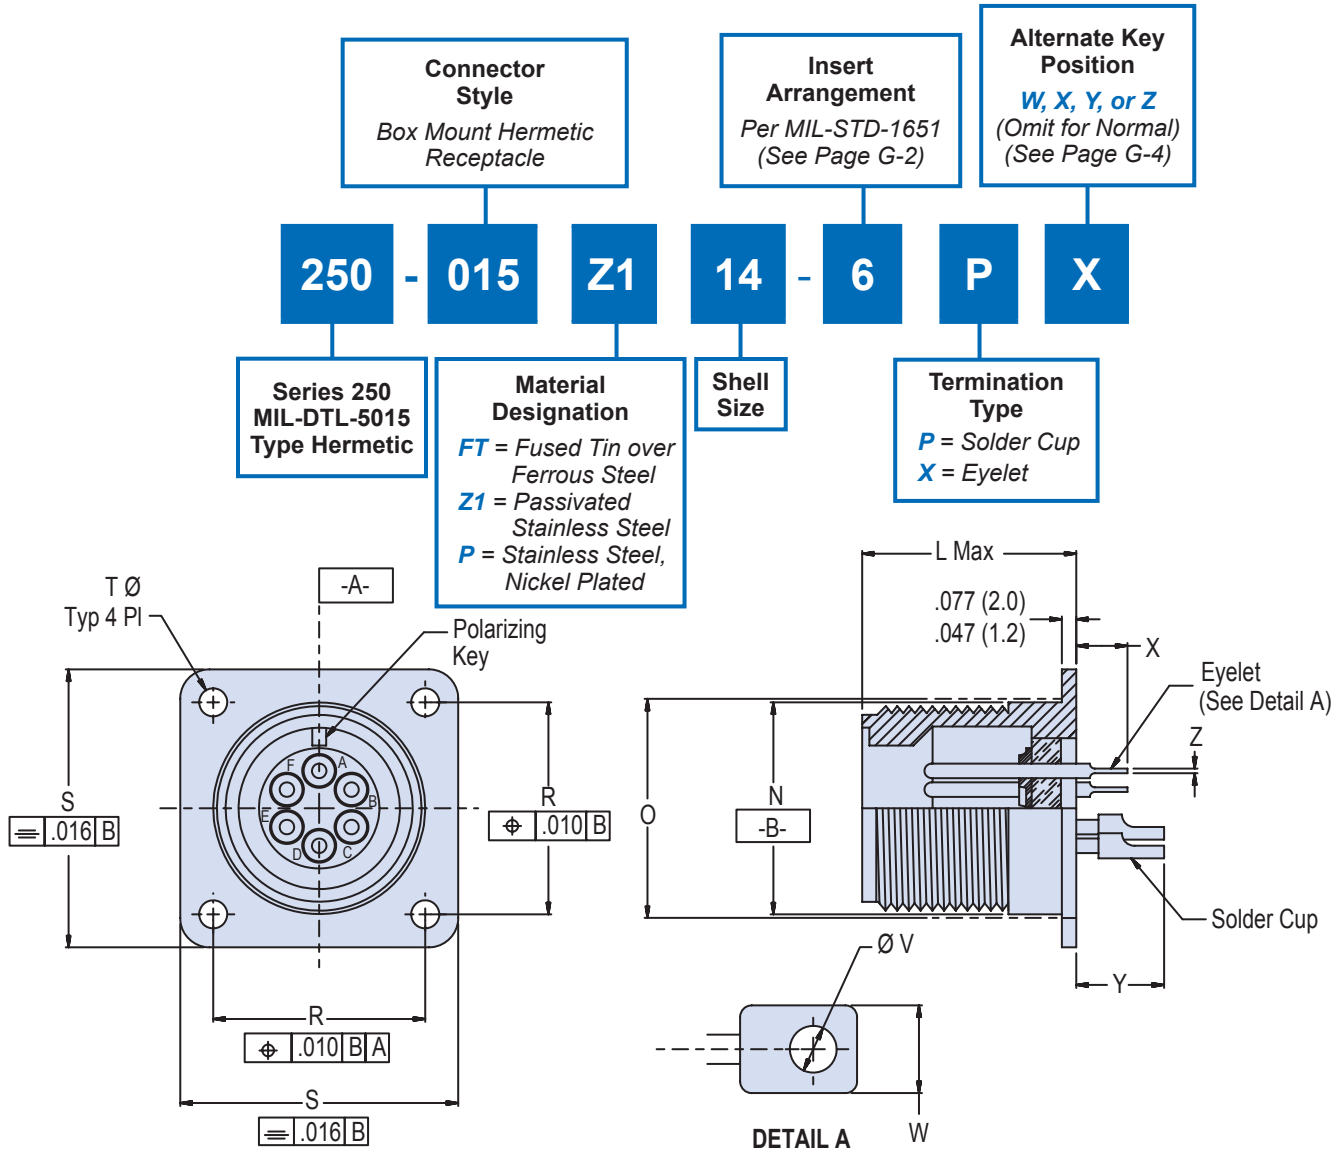 Connector
Style
Box Mount Hermetic
Receptacle
Insert
Arrangement
Per MIL-STD-1651
(See Page G-2)
Alternate Key
Position
W, X, Y, or Z
(Omit for Normal)
(See Page G-4)
250 - 015 Z1 14 - 6 P X
Series 250
MIL-DTL-5015
Type Hermetic
Material
Designation
FT = Fused Tin over
Ferrous Steel
Z1 = Passivated
Stainless Steel
P = Stainless Steel,
Nickel Plated
Shell
Size
Termination
Type
P = Solder Cup
X = Eyelet
T Ø
Typ 4 Pl
-A-
Polarizing
Key
A
B
C
D
E
F
S
.016 B
R
.010 B
R
.010 B A
S
.016 B
L Max
.077 (2.0)
.047 (1.2)
X
Eyelet
(See Detail A)
Z
O
N
-B-
Solder Cup
Y
Ø V
W
DETAIL A